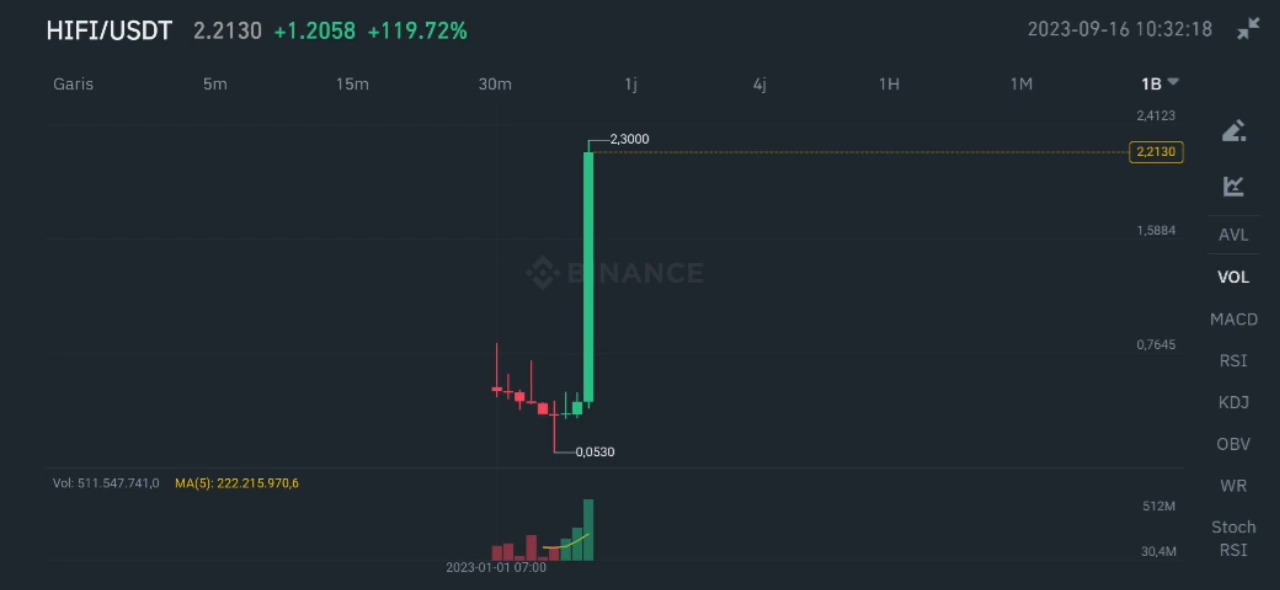 HIFI/USDT 2.2130 +1.2058 +119.72% 2023-09-16 10:32:18
Garis 5m 15m 30m 1j 4j 1H 1M 1B
2,4123
2,3000
2,2130
1,5884
AVL
BINANCE
VOL
MACD
0,7645
RSI
KDJ
OBV
0,0530
Vol: 511.547.741,0 MA(5): 222.215.970,6
WR
512M
Stoch
RSI
30,4M
2023-01-01 07:00